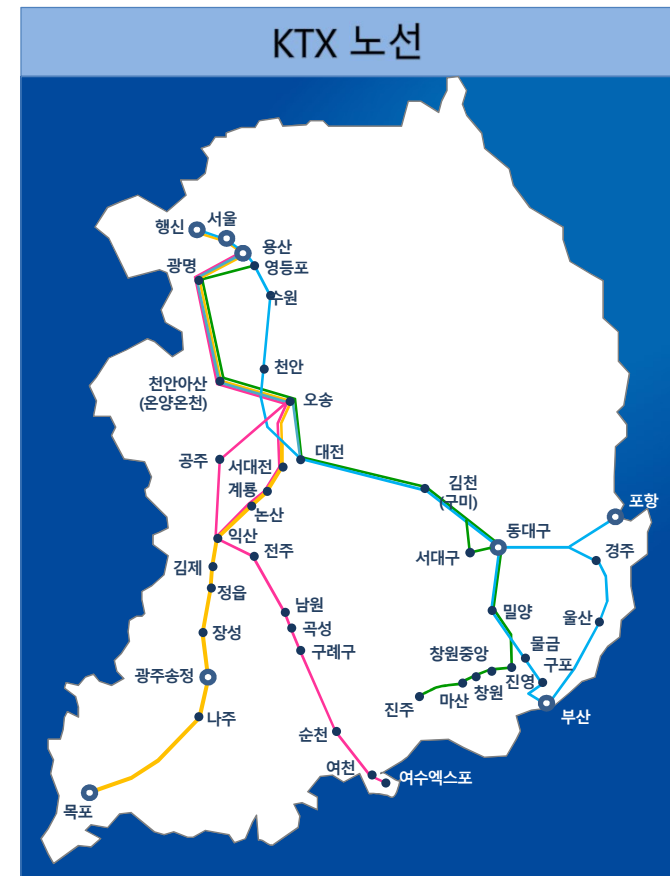 KTX 노선
행신
서울
용산
영등포
광명
수원
천안
천안아산
(온양온천)
오송
공주
서대전
대전
계룡
논산
김천
(구미)
포항
동대구
익산
서대구
경주
전주
김제
정읍
밀양
남원
울산
장성
곡성
물금
구례구
창원중앙
구포
광주송정
진영
창원
마산
진주
부산
나주
순천
여천
여수엑스포
목포